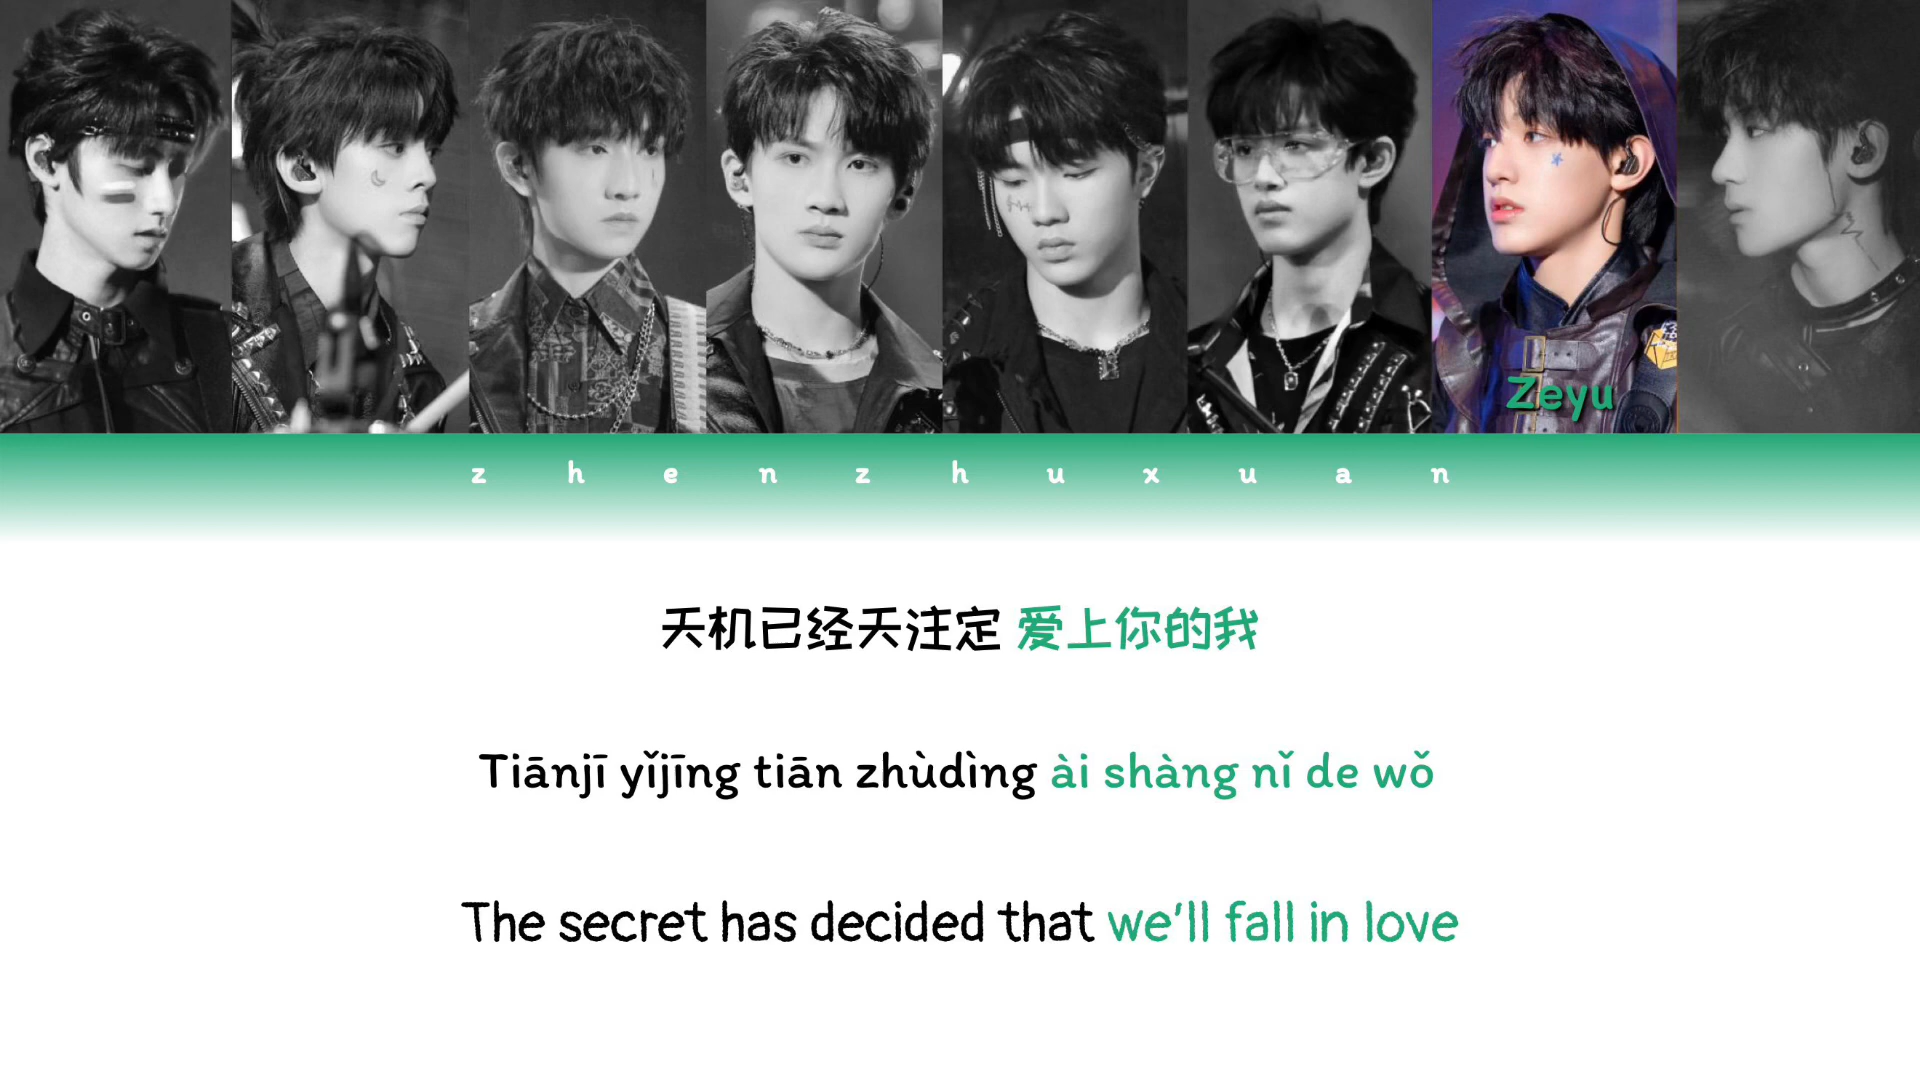 Zeyu
zhenzhuxuan
天机已经天注定 爱上你的我
Tiānjī yǐjīng tiān zhùdìng ài shàng nǐ de wǒ
The secret has decided that we'll fall in love